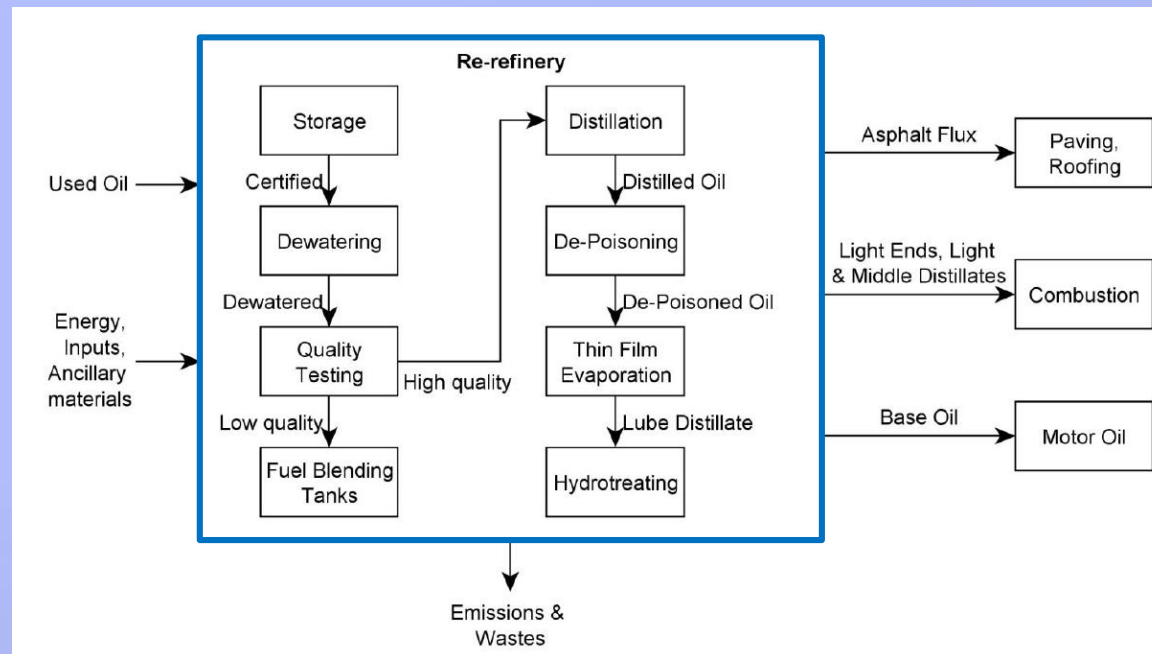 Re-refinery
Storage
Certified
Dewatering
Dewatered
Quality
Testing
High quality
Low quality
Fuel Blending
Tanks
Distillation
Distilled Oil
De-Poisoning
De-Poisoned Oil
Thin Film
Evaporation
Lube Distillate
Hydrotreating
Used Oil
Energy,
Inputs,
Ancillary
materials
Asphalt Flux
Paving,
Roofing
Light Ends, Light
& Middle Distillates
Combustion
Base Oil
Motor Oil
Emissions &
Wastes